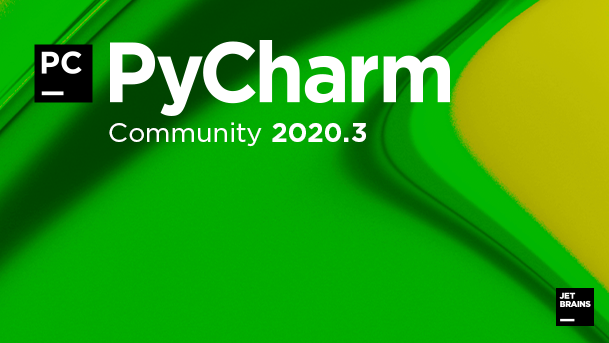 PC
PyCharm
Community 2020.3
JET
BRAINS